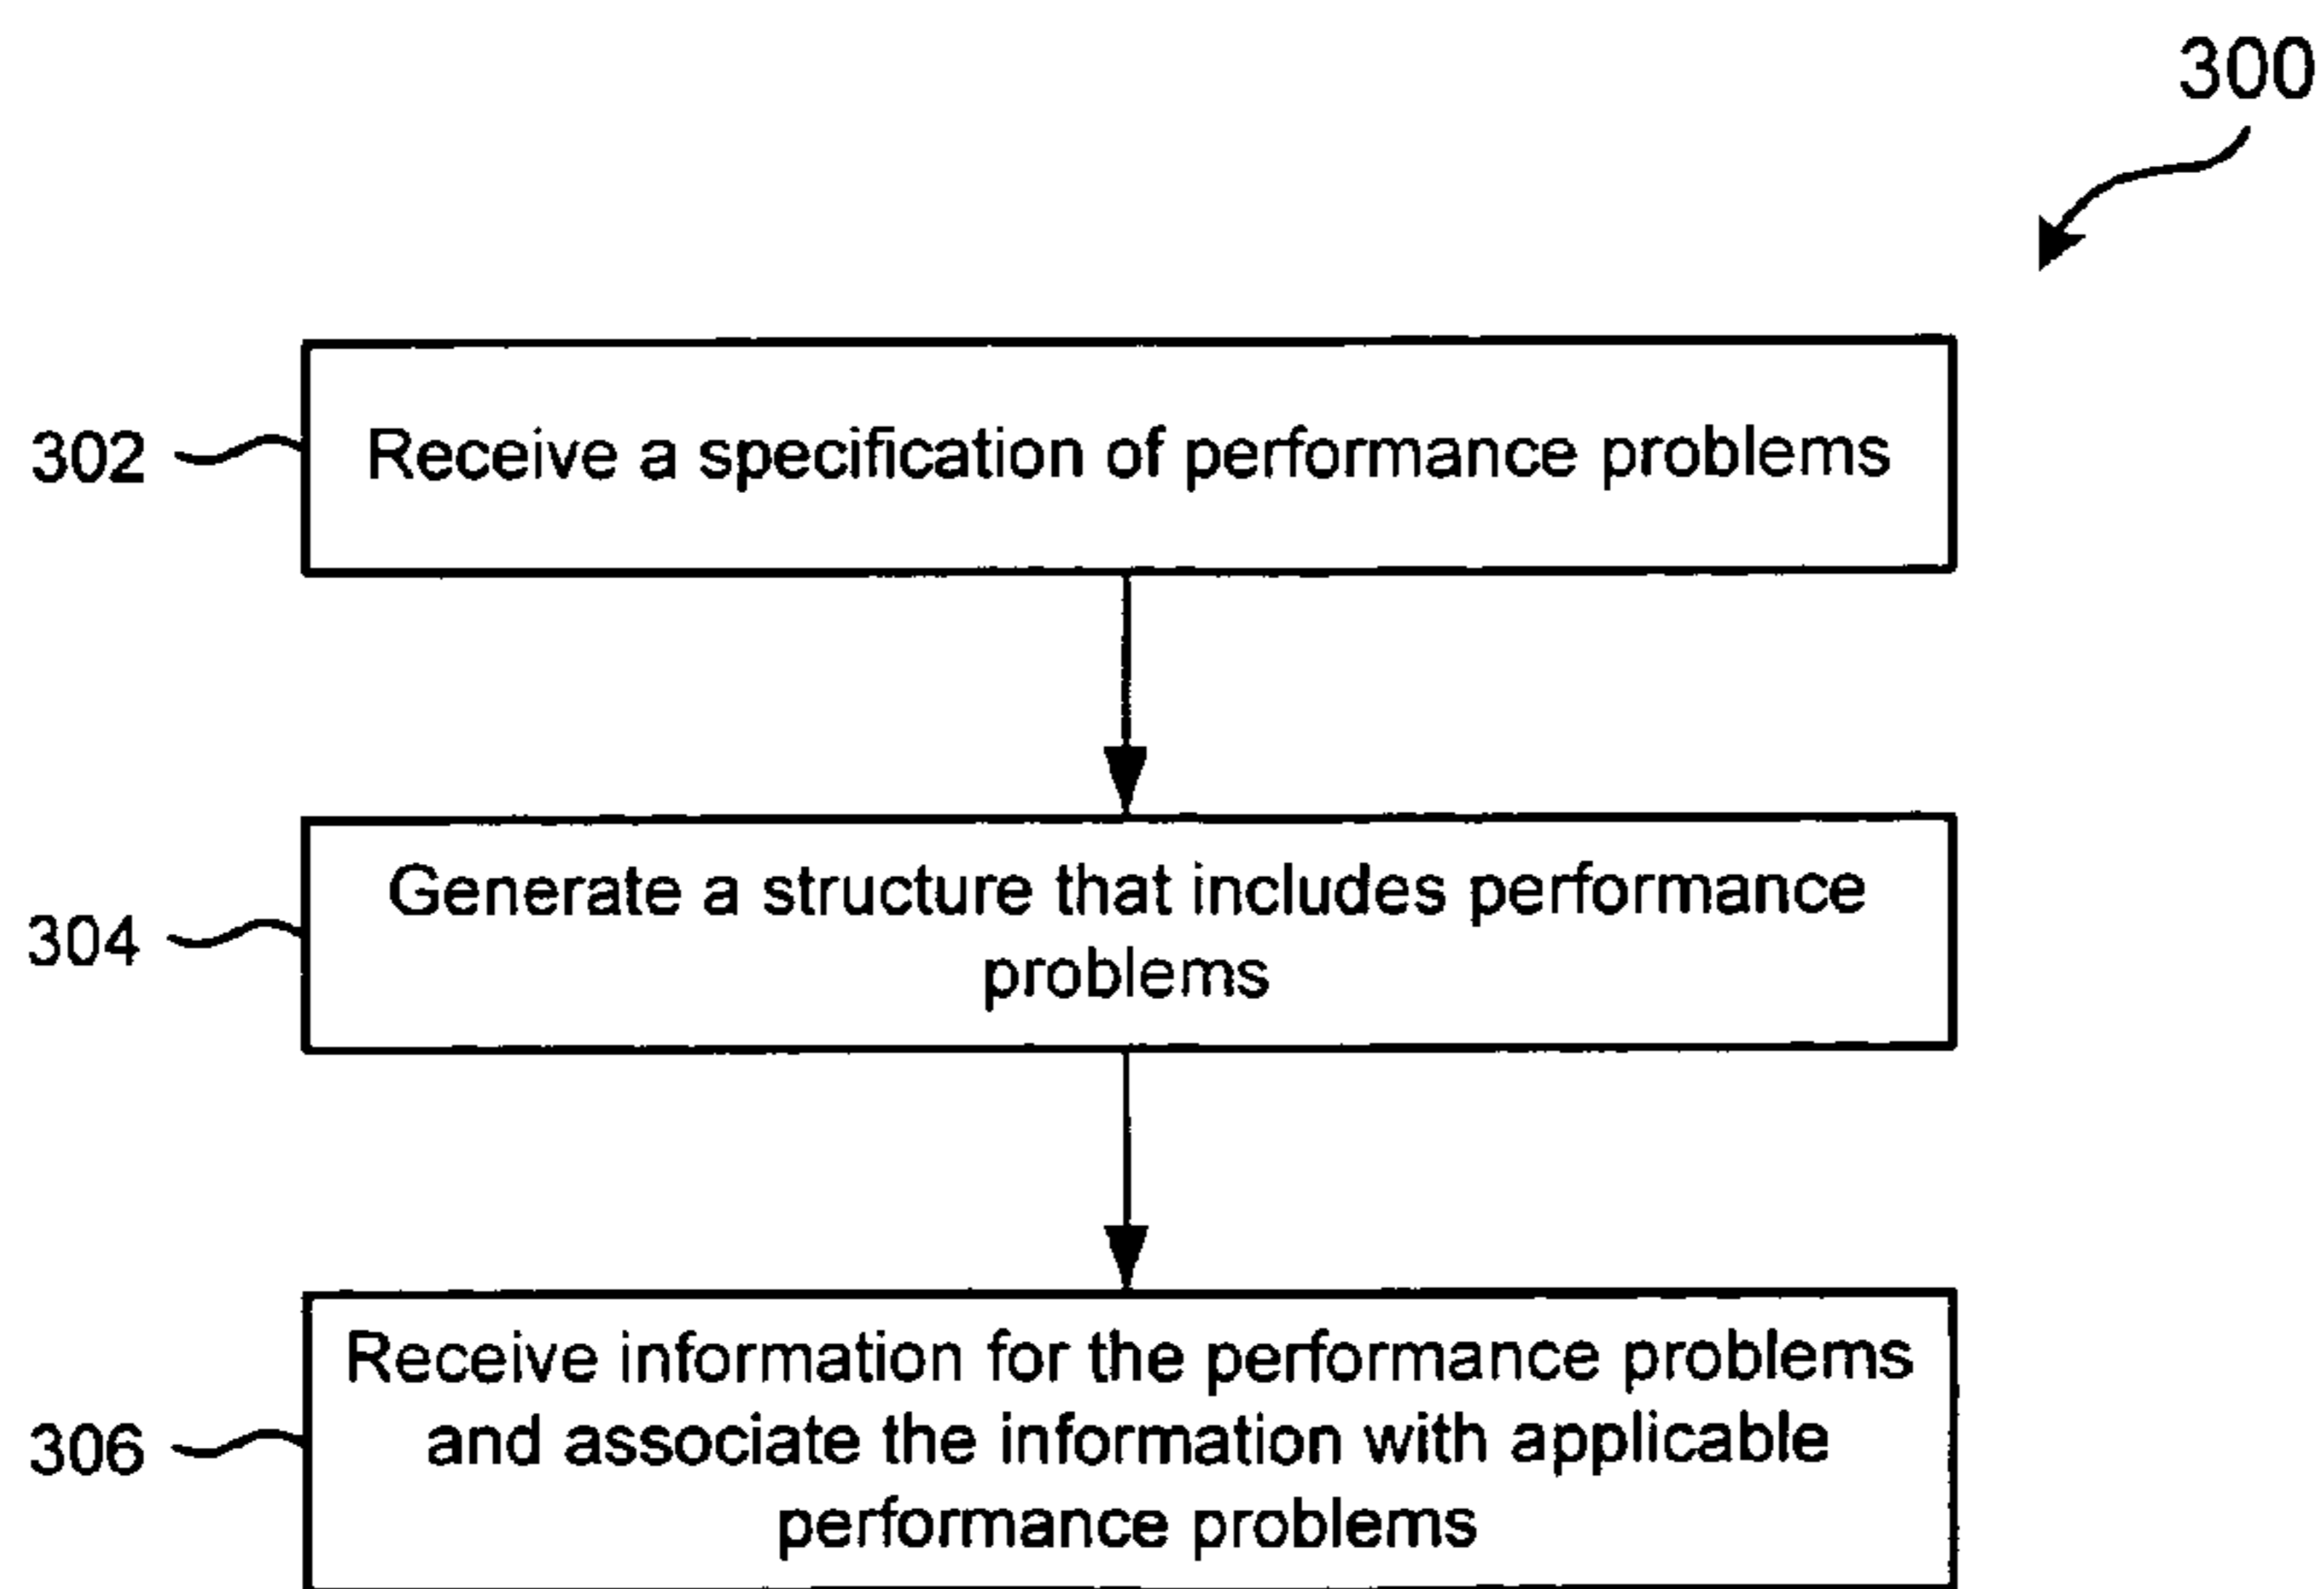 300
302
Receive a specification of performance problems
304
Generate a structure that includes performance
problems
306
Receive information for the performance problems
and associate the information with applicable
performance problems